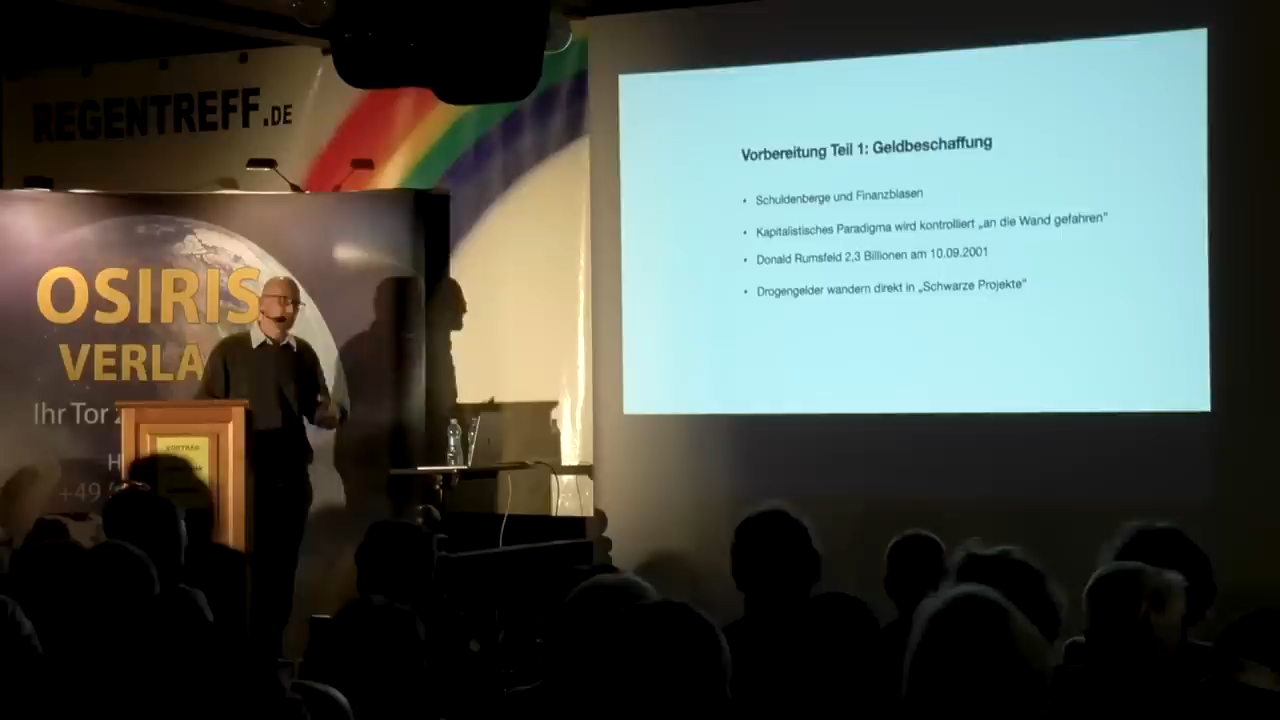 REGENTREFF.DE
OSIRIS
VERLA
Ihr Tor z
H
+49
VORTRAG
Vorbereitung Teil 1: Geldbeschaffung
• Schuldenberge und Finanzblasen
• Kapitalistisches Paradigma wird kontrolliert „an die Wand gefahren"
• Donald Rumsfeld 2,3 Billionen am 10.09.2001
• Drogengelder wandern direkt in „Schwarze Projekte"